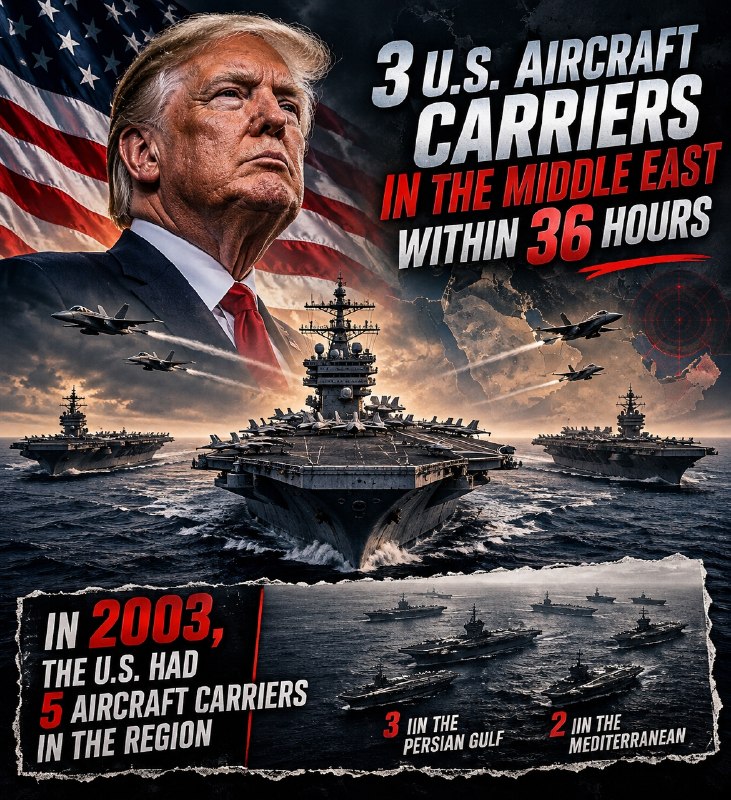 3 U.S. AIRCRAFT
CARRIERS
IN THE MIDDLE EAST
WITHIN 36 HOURS
IN 2003,
THE U.S. HAD
5 AIRCRAFT CARRIERS
IN THE REGION
3 IIN THE
PERSIAN GULF
2 IIN THE
MEDITERRANEAN